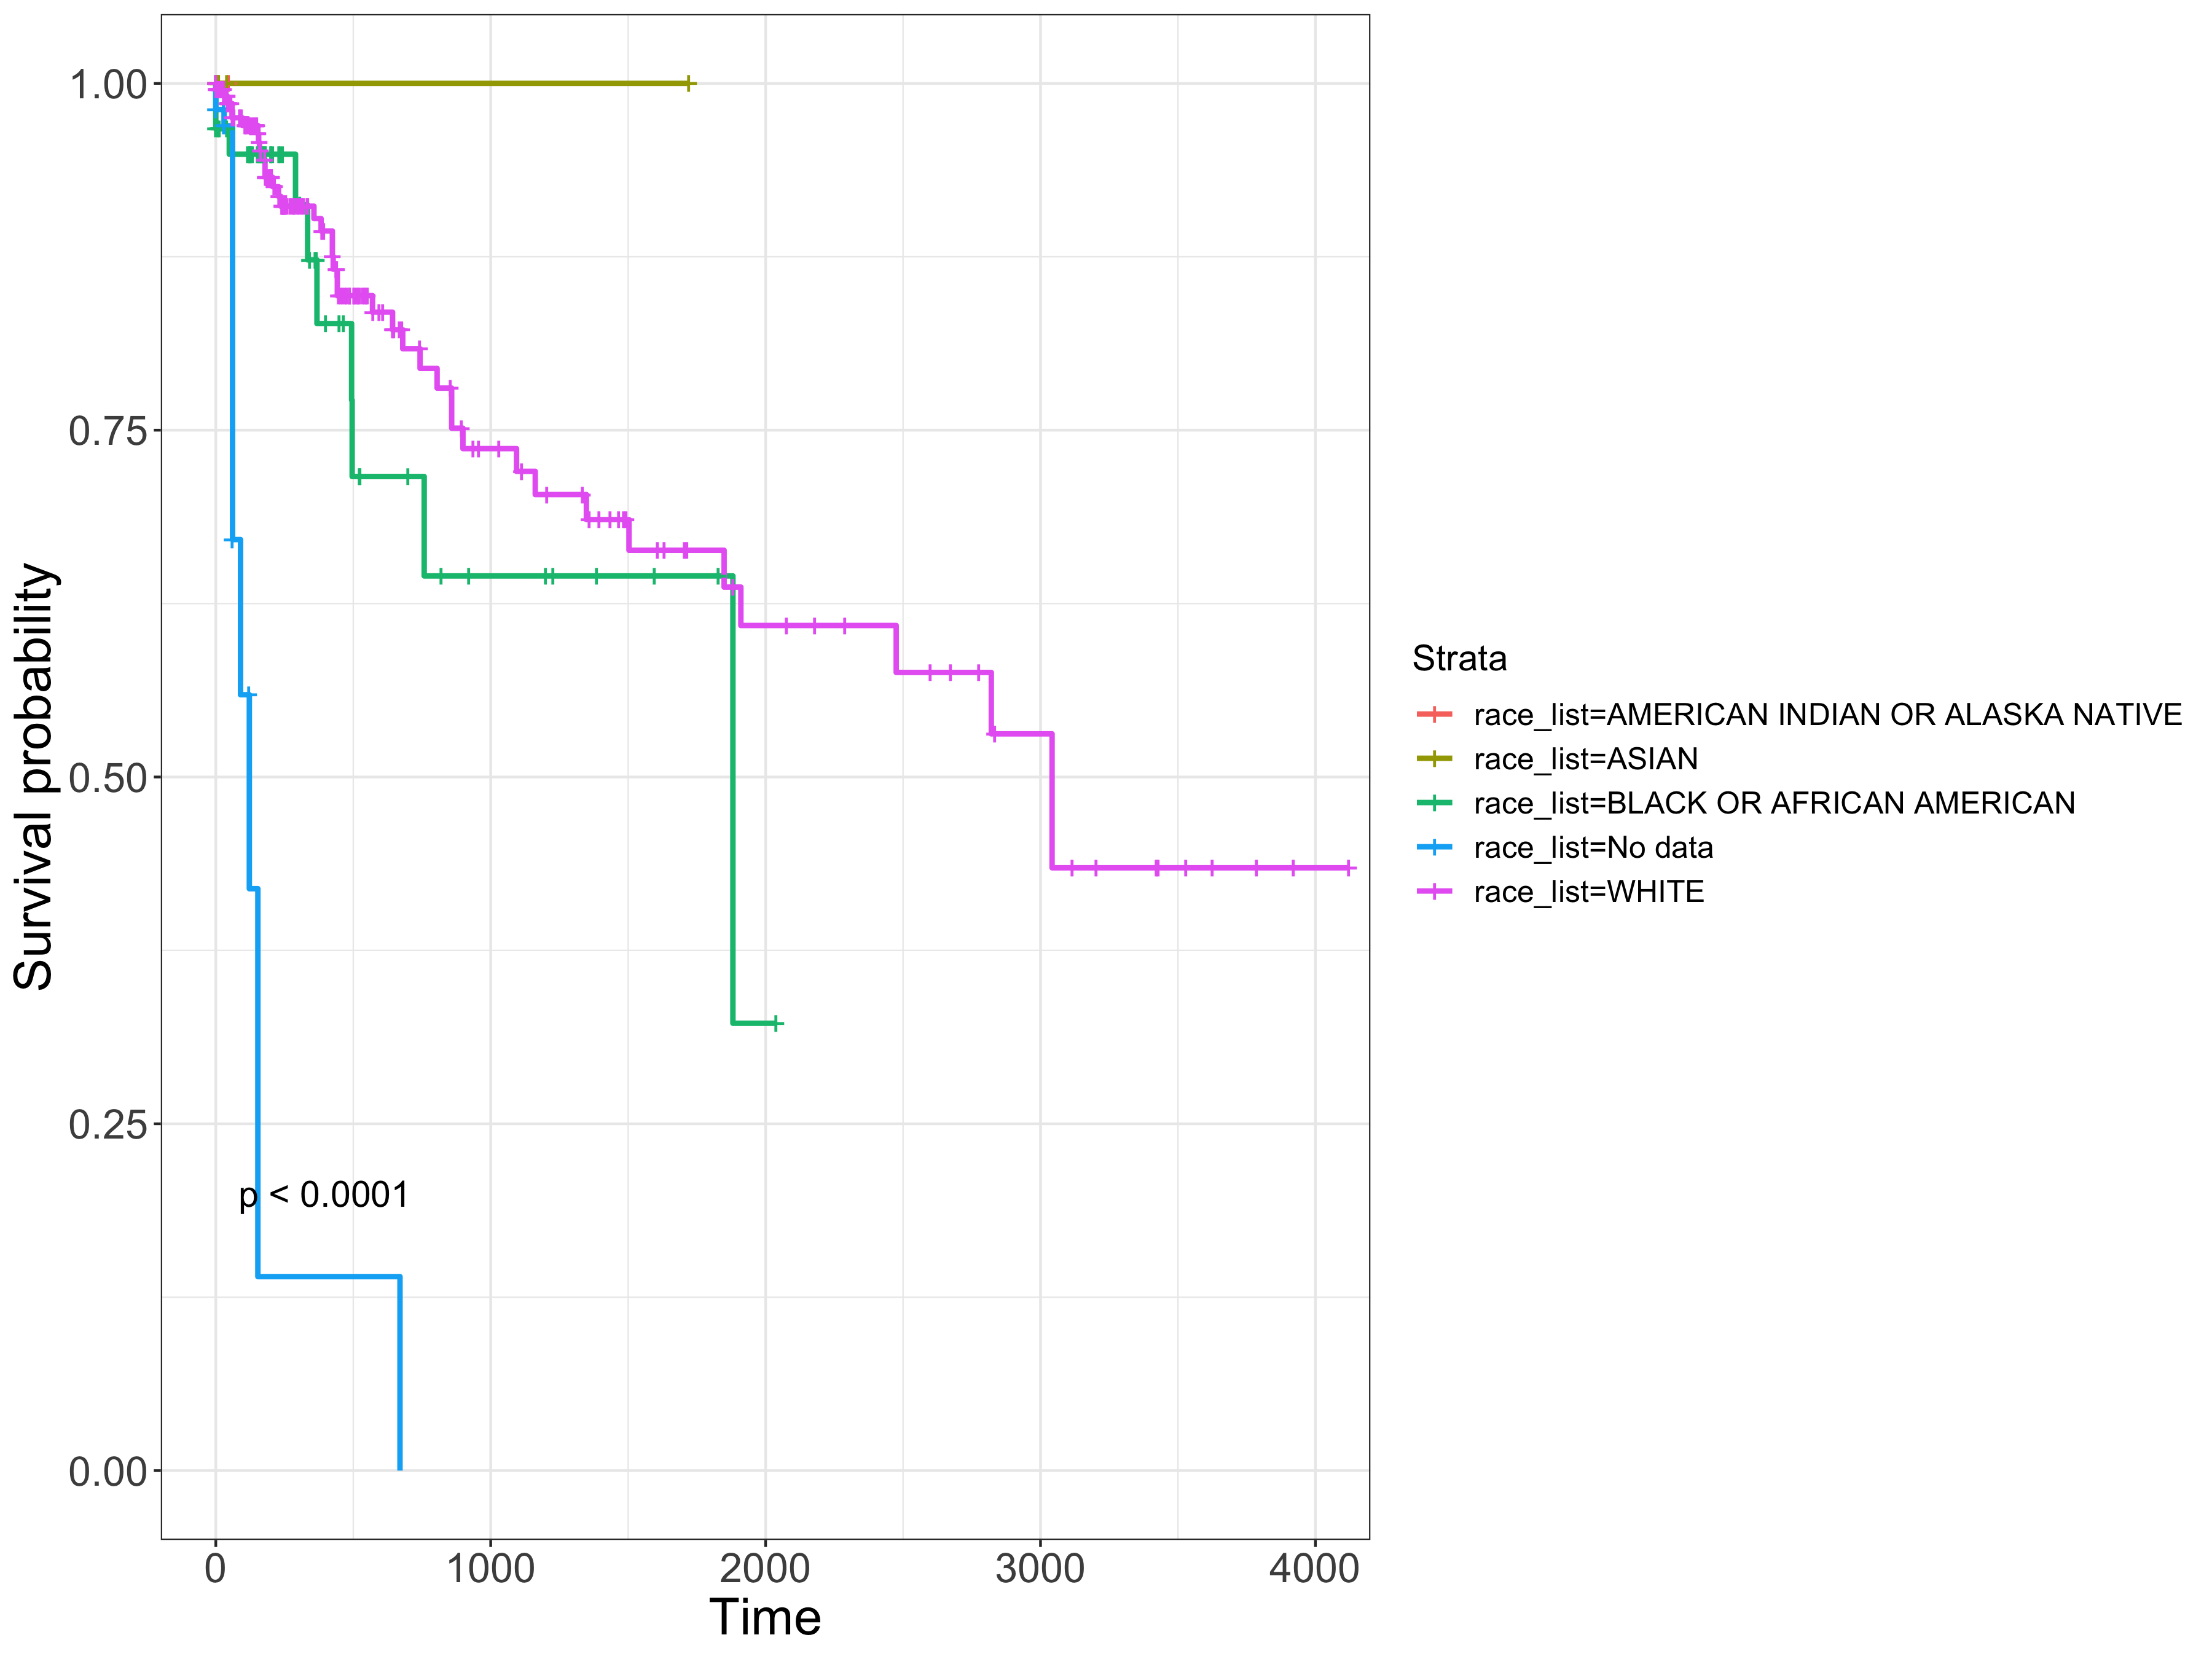 1.00
0.75
0.50
0.25
0.00
Survival probability
p < 0.0001
0 1000 2000 3000 4000
Time
Strata
race_list=AMERICAN INDIAN OR ALASKA NATIVE
race_list=ASIAN
race_list=BLACK OR AFRICAN AMERICAN
race_list=No data
race_list=WHITE